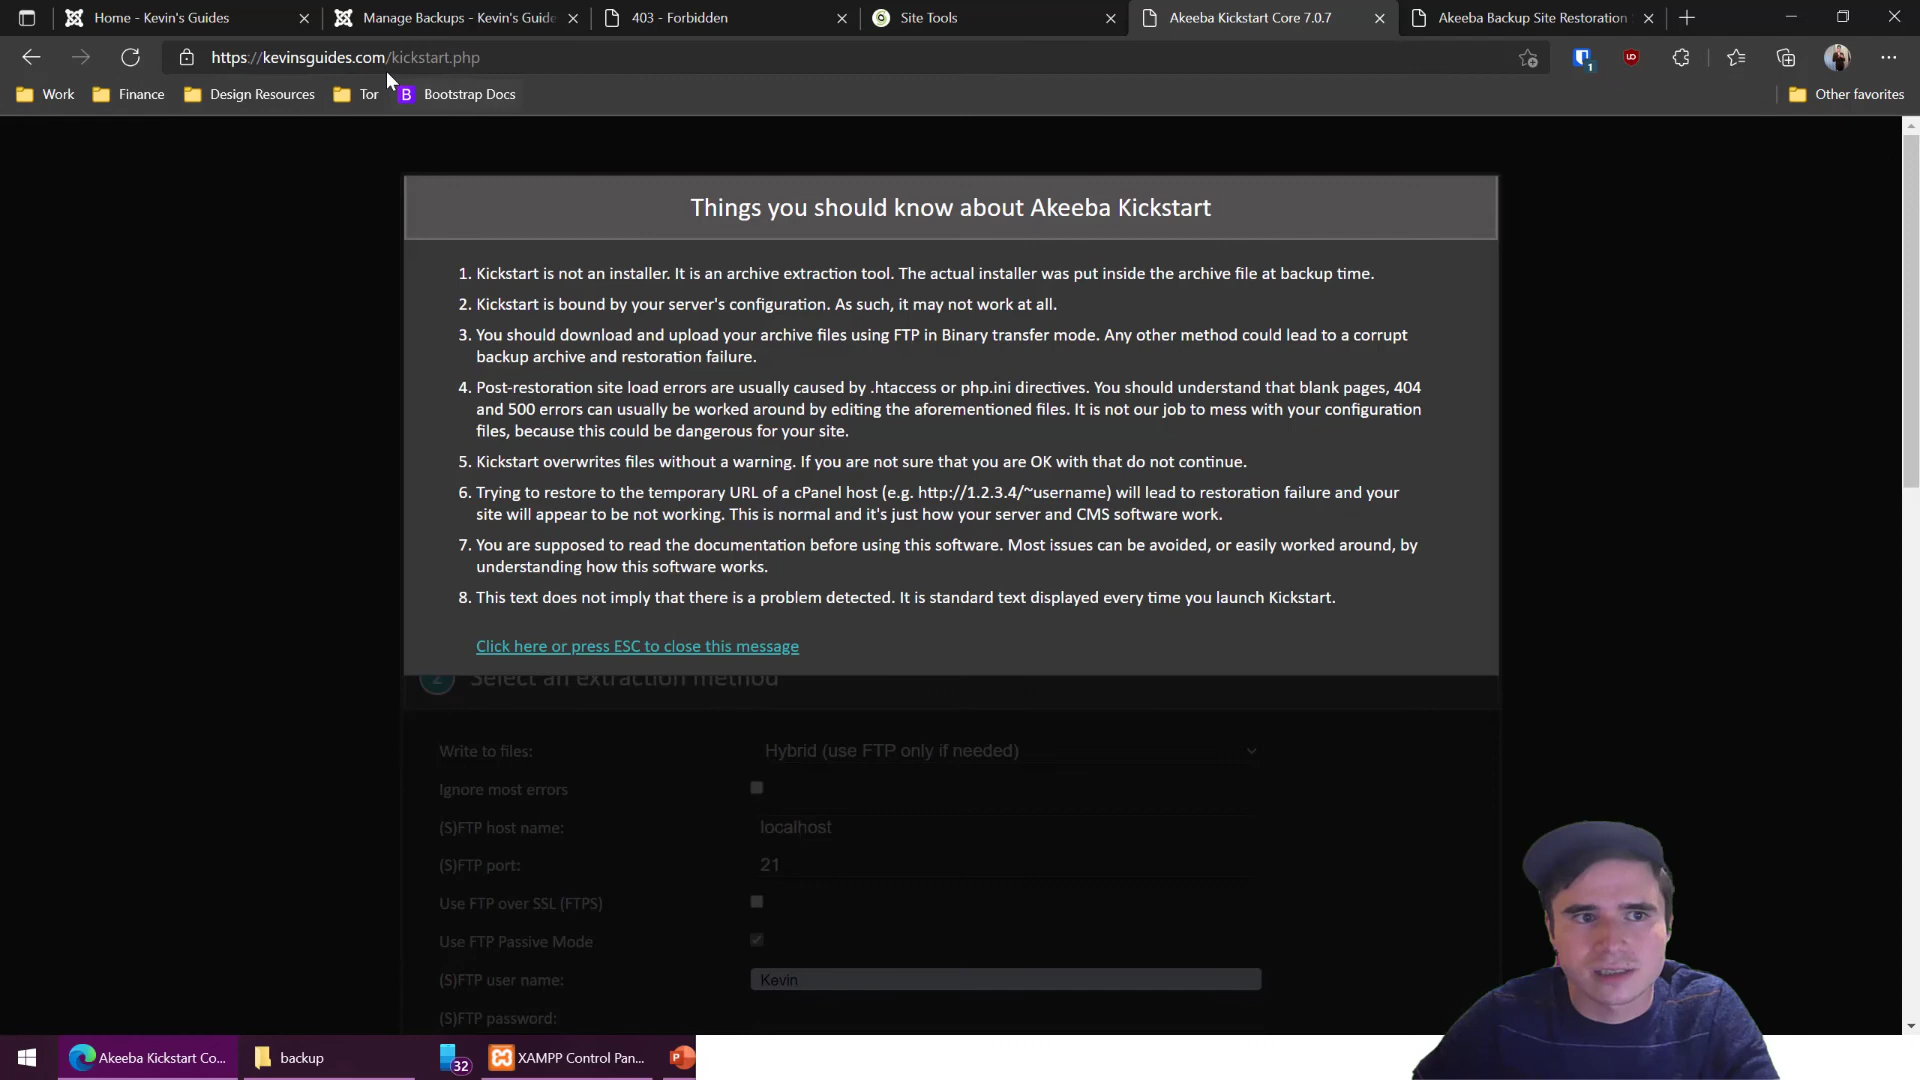 Home - Kevin's Guides
Manage Backups - Kevin's Guide
403 - Forbidden
Site Tools
Akeeba Kickstart Core 7.0.7
Akeeba Backup Site Restoration
https://kevinsguides.com/kickstart.php
1
Work
Finance
Design Resources
Tor
B
Bootstrap Docs
Other favorites
Things you should know about Akeeba Kickstart
1. Kickstart is not an installer. It is an archive extraction tool. The actual installer was put inside the archive file at backup time.
2. Kickstart is bound by your server's configuration. As such, it may not work at all.
3. You should download and upload your archive files using FTP in Binary transfer mode. Any other method could lead to a corrupt
backup archive and restoration failure.
4. Post-restoration site load errors are usually caused by .htaccess or php.ini directives. You should understand that blank pages, 404
and 500 errors can usually be worked around by editing the aforementioned files. It is not our job to mess with your configuration
files, because this could be dangerous for your site.
5. Kickstart overwrites files without a warning. If you are not sure that you are OK with that do not continue.
6. Trying to restore to the temporary URL of a cPanel host (e.g. http://1.2.3.4/~username) will lead to restoration failure and your
site will appear to be not working. This is normal and it's just how your server and CMS software work.
7. You are supposed to read the documentation before using this software. Most issues can be avoided, or easily worked around, by
understanding how this software works.
8. This text does not imply that there is a problem detected. It is standard text displayed every time you launch Kickstart.
Click here or press ESC to close this message
2 Select an extraction method
Write to files: Hybrid (use FTP only if needed)
Ignore most errors
(S)FTP host name: localhost
(S)FTP port: 21
Use FTP over SSL (FTPS)
Use FTP Passive Mode
(S)FTP user name: Kevin
(S)FTP password:
Akeeba Kickstart Co...
backup
32
XAMPP Control Pan...